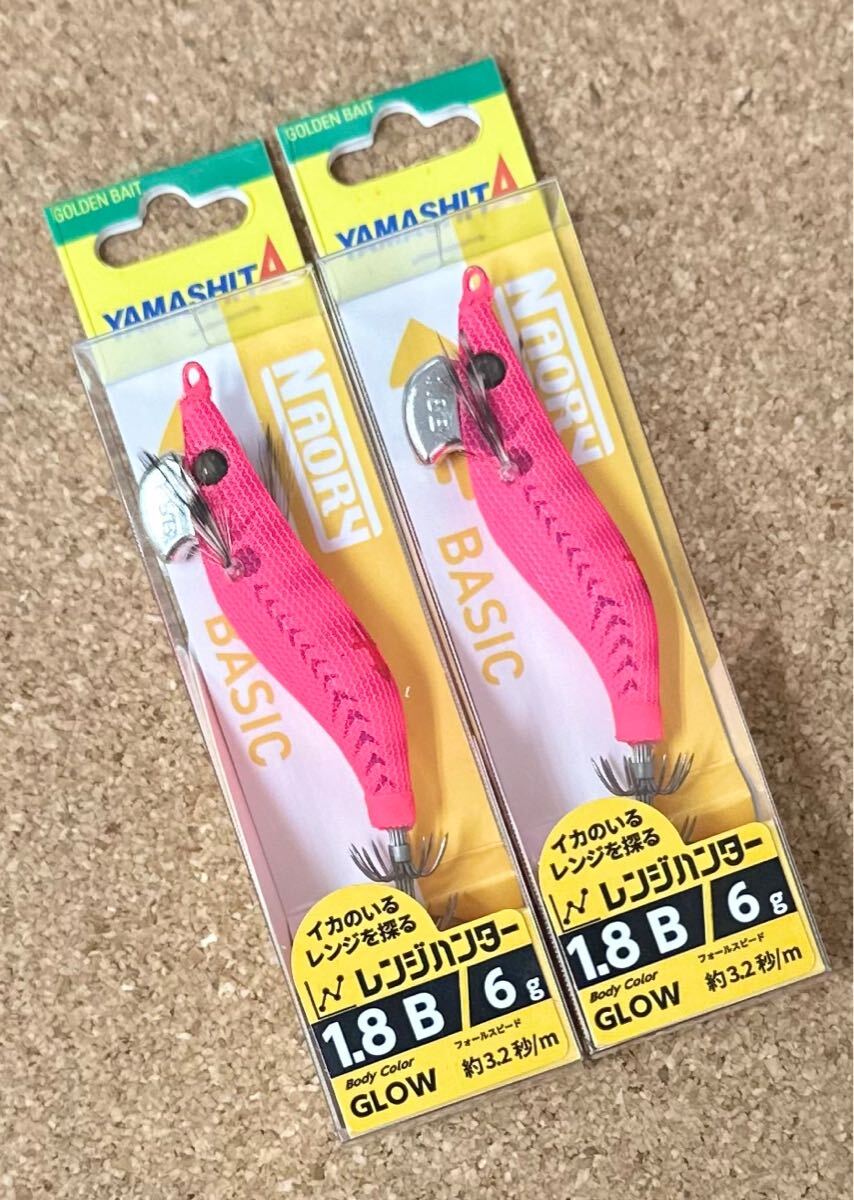 GOLDEN BAIT
YAMASHITA
NAORY
BASIC
イカのいる
レンジを探る
レンジハンター
1.8 B / 6 g
Body Color
GLOW
フォールスピード
約3.2秒/m
GOLDEN BAIT
YAMASHITA
NAORY
BASIC
イカのいる
レンジを探る
レンジハンター
1.8 B / 6 g
Body Color
GLOW
フォールスピード
約3.2秒/m